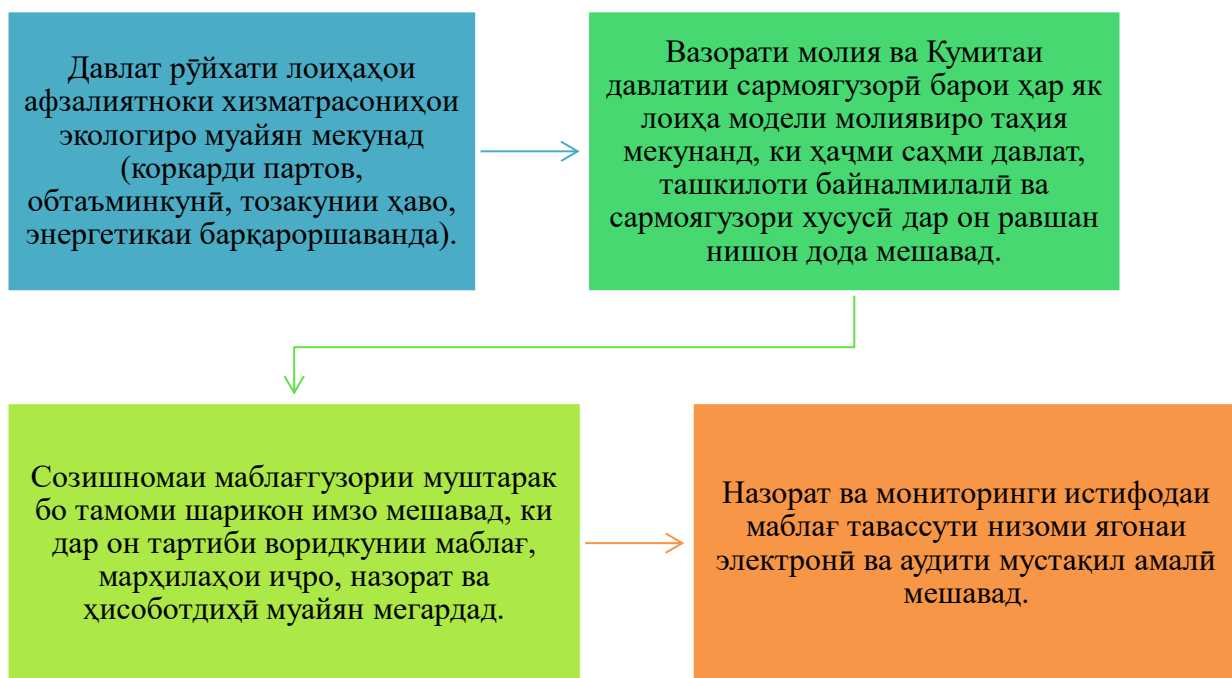 Давлат рӯйхати лоиҳаҳои
афзалиятноки хизматрасониҳои
экологиро муайян мекунад
(коркарди партов,
обтаъминкунӣ, тозакунии ҳаво,
энергетикаи барқароршаванда).
Вазорати молия ва Кумитаи
давлатии сармоягузорӣ барои ҳар як
лоиҳа модели молиявиро таҳия
мекунанд, ки ҳаҷми саҳми давлат,
ташкилоти байналмилалӣ ва
сармоягузори хусусӣ дар он равшан
нишон дода мешавад.
Созишномаи маблағгузории муштарак
бо тамоми шарикон имзо мешавад, ки
дар он тартиби воридкунии маблағ,
марҳилаҳои иҷро, назорат ва
ҳисоботдиҳӣ муайян мегардад.
Назорат ва мониторинги истифодаи
маблағ тавассути низоми ягонаи
электронӣ ва аудити мустақил амалӣ
мешавад.